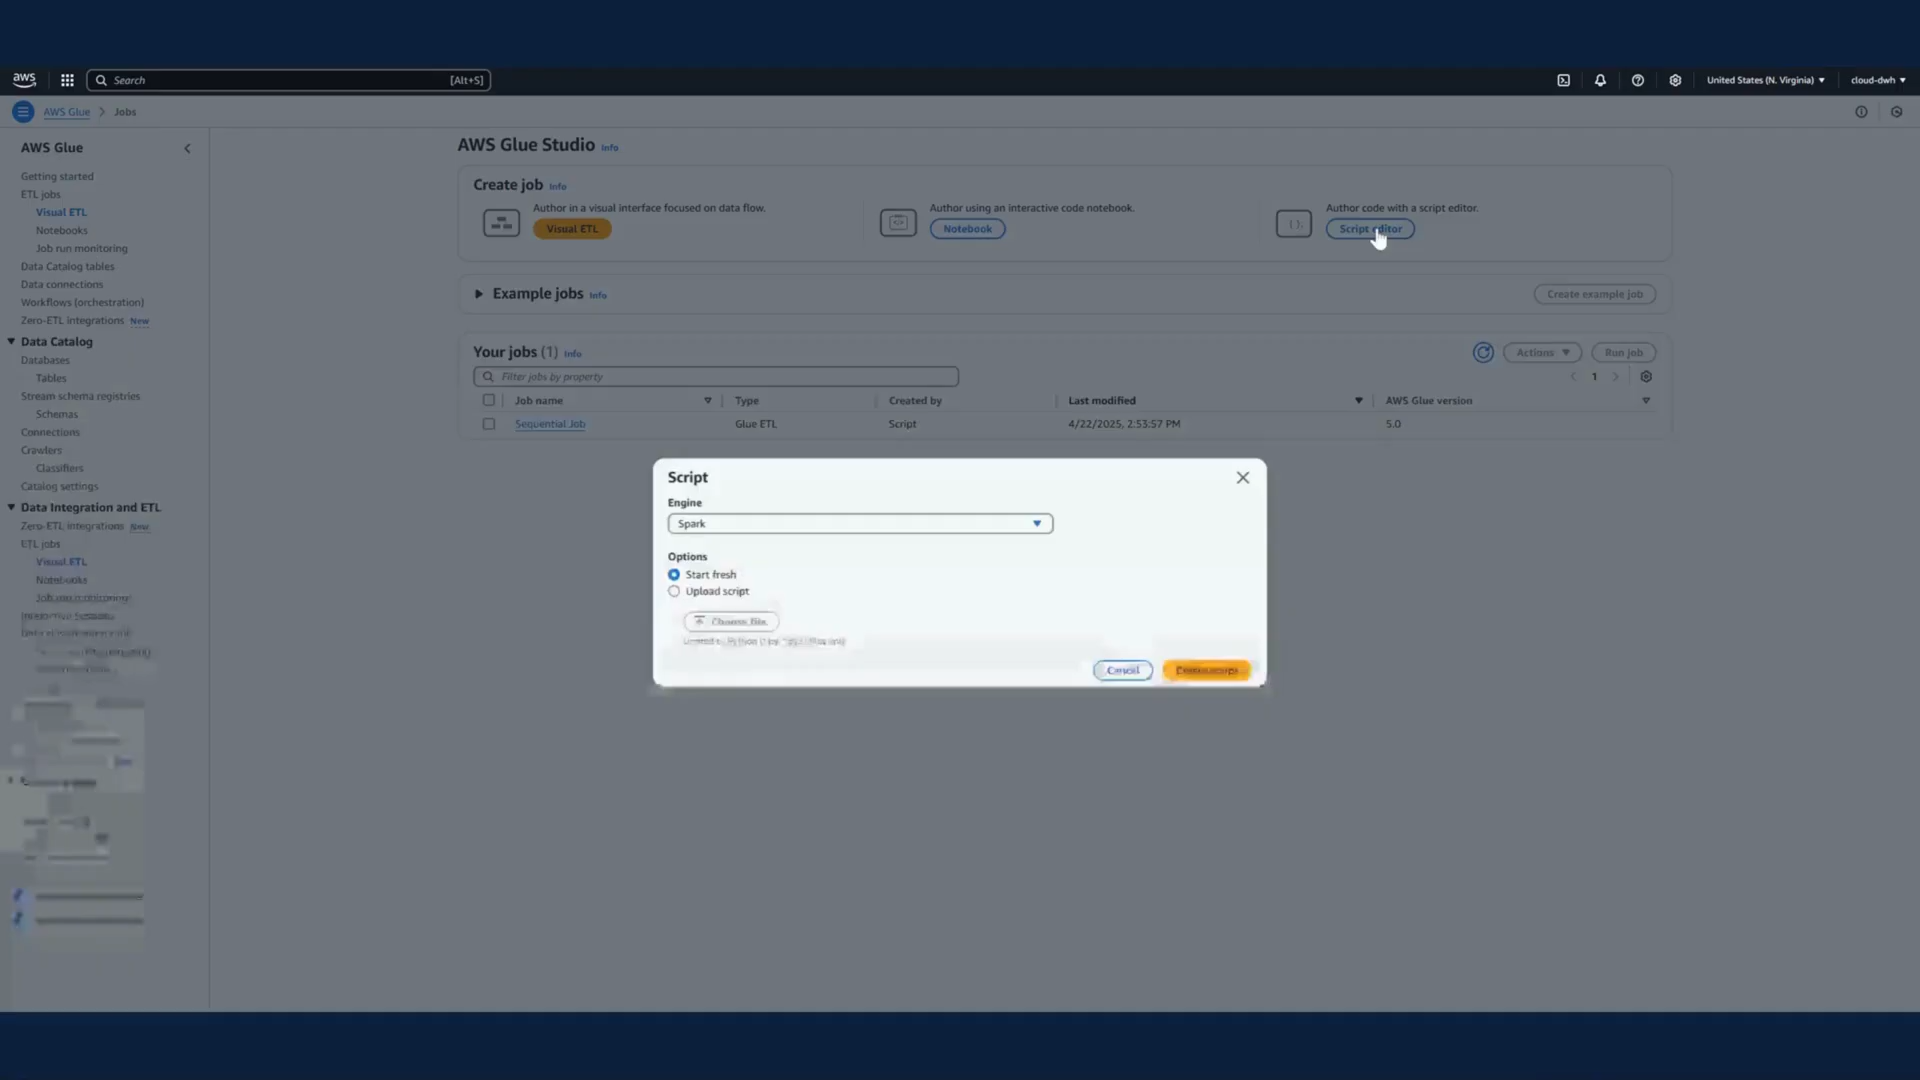 aws
Search [Alt+S]
United States (N. Virginia)
cloud-dwh
AWS Glue > Jobs
AWS Glue
Getting started
ETL jobs
Visual ETL
Notebooks
Job run monitoring
Data Catalog tables
Data connections
Workflows (orchestration)
Zero-ETL integrations New
Data Catalog
Databases
Tables
Stream schema registries
Schemas
Connections
Crawlers
Classifiers
Catalog settings
Data Integration and ETL
Zero-ETL integrations New
ETL jobs
Visual ETL
Notebooks
Job run monitoring
Interactive Sessions
AWS Glue Studio Info
Create job Info
Author in a visual interface focused on data flow.
Visual ETL
Author using an interactive code notebook.
Notebook
Author code with a script editor.
Script editor
Example jobs Info
Create example job
Your jobs (1) Info
Actions
Run job
Filter jobs by property
1
Job name Type Created by Last modified AWS Glue version
Sequential Job Glue ETL Script 4/22/2025, 2:53:57 PM 5.0
Script
Engine
Spark
Options
Start fresh
Upload script
Choose file
Cancel
Create script